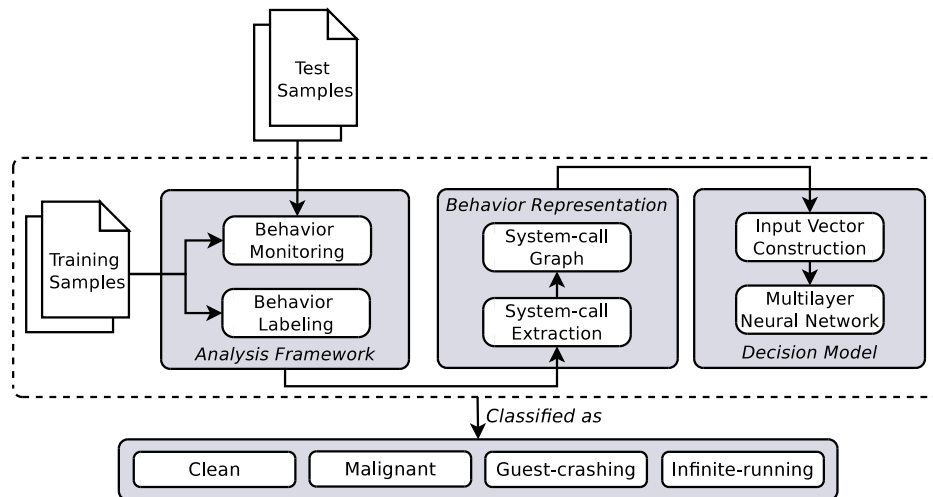 Test
Samples
Training
Samples
Behavior
Monitoring
Behavior
Labeling
Analysis Framework
Behavior Representation
System-call
Graph
System-call
Extraction
Input Vector
Construction
Multilayer
Neural Network
Decision Model
Classified as
Clean
Malignant
Guest-crashing
Infinite-running